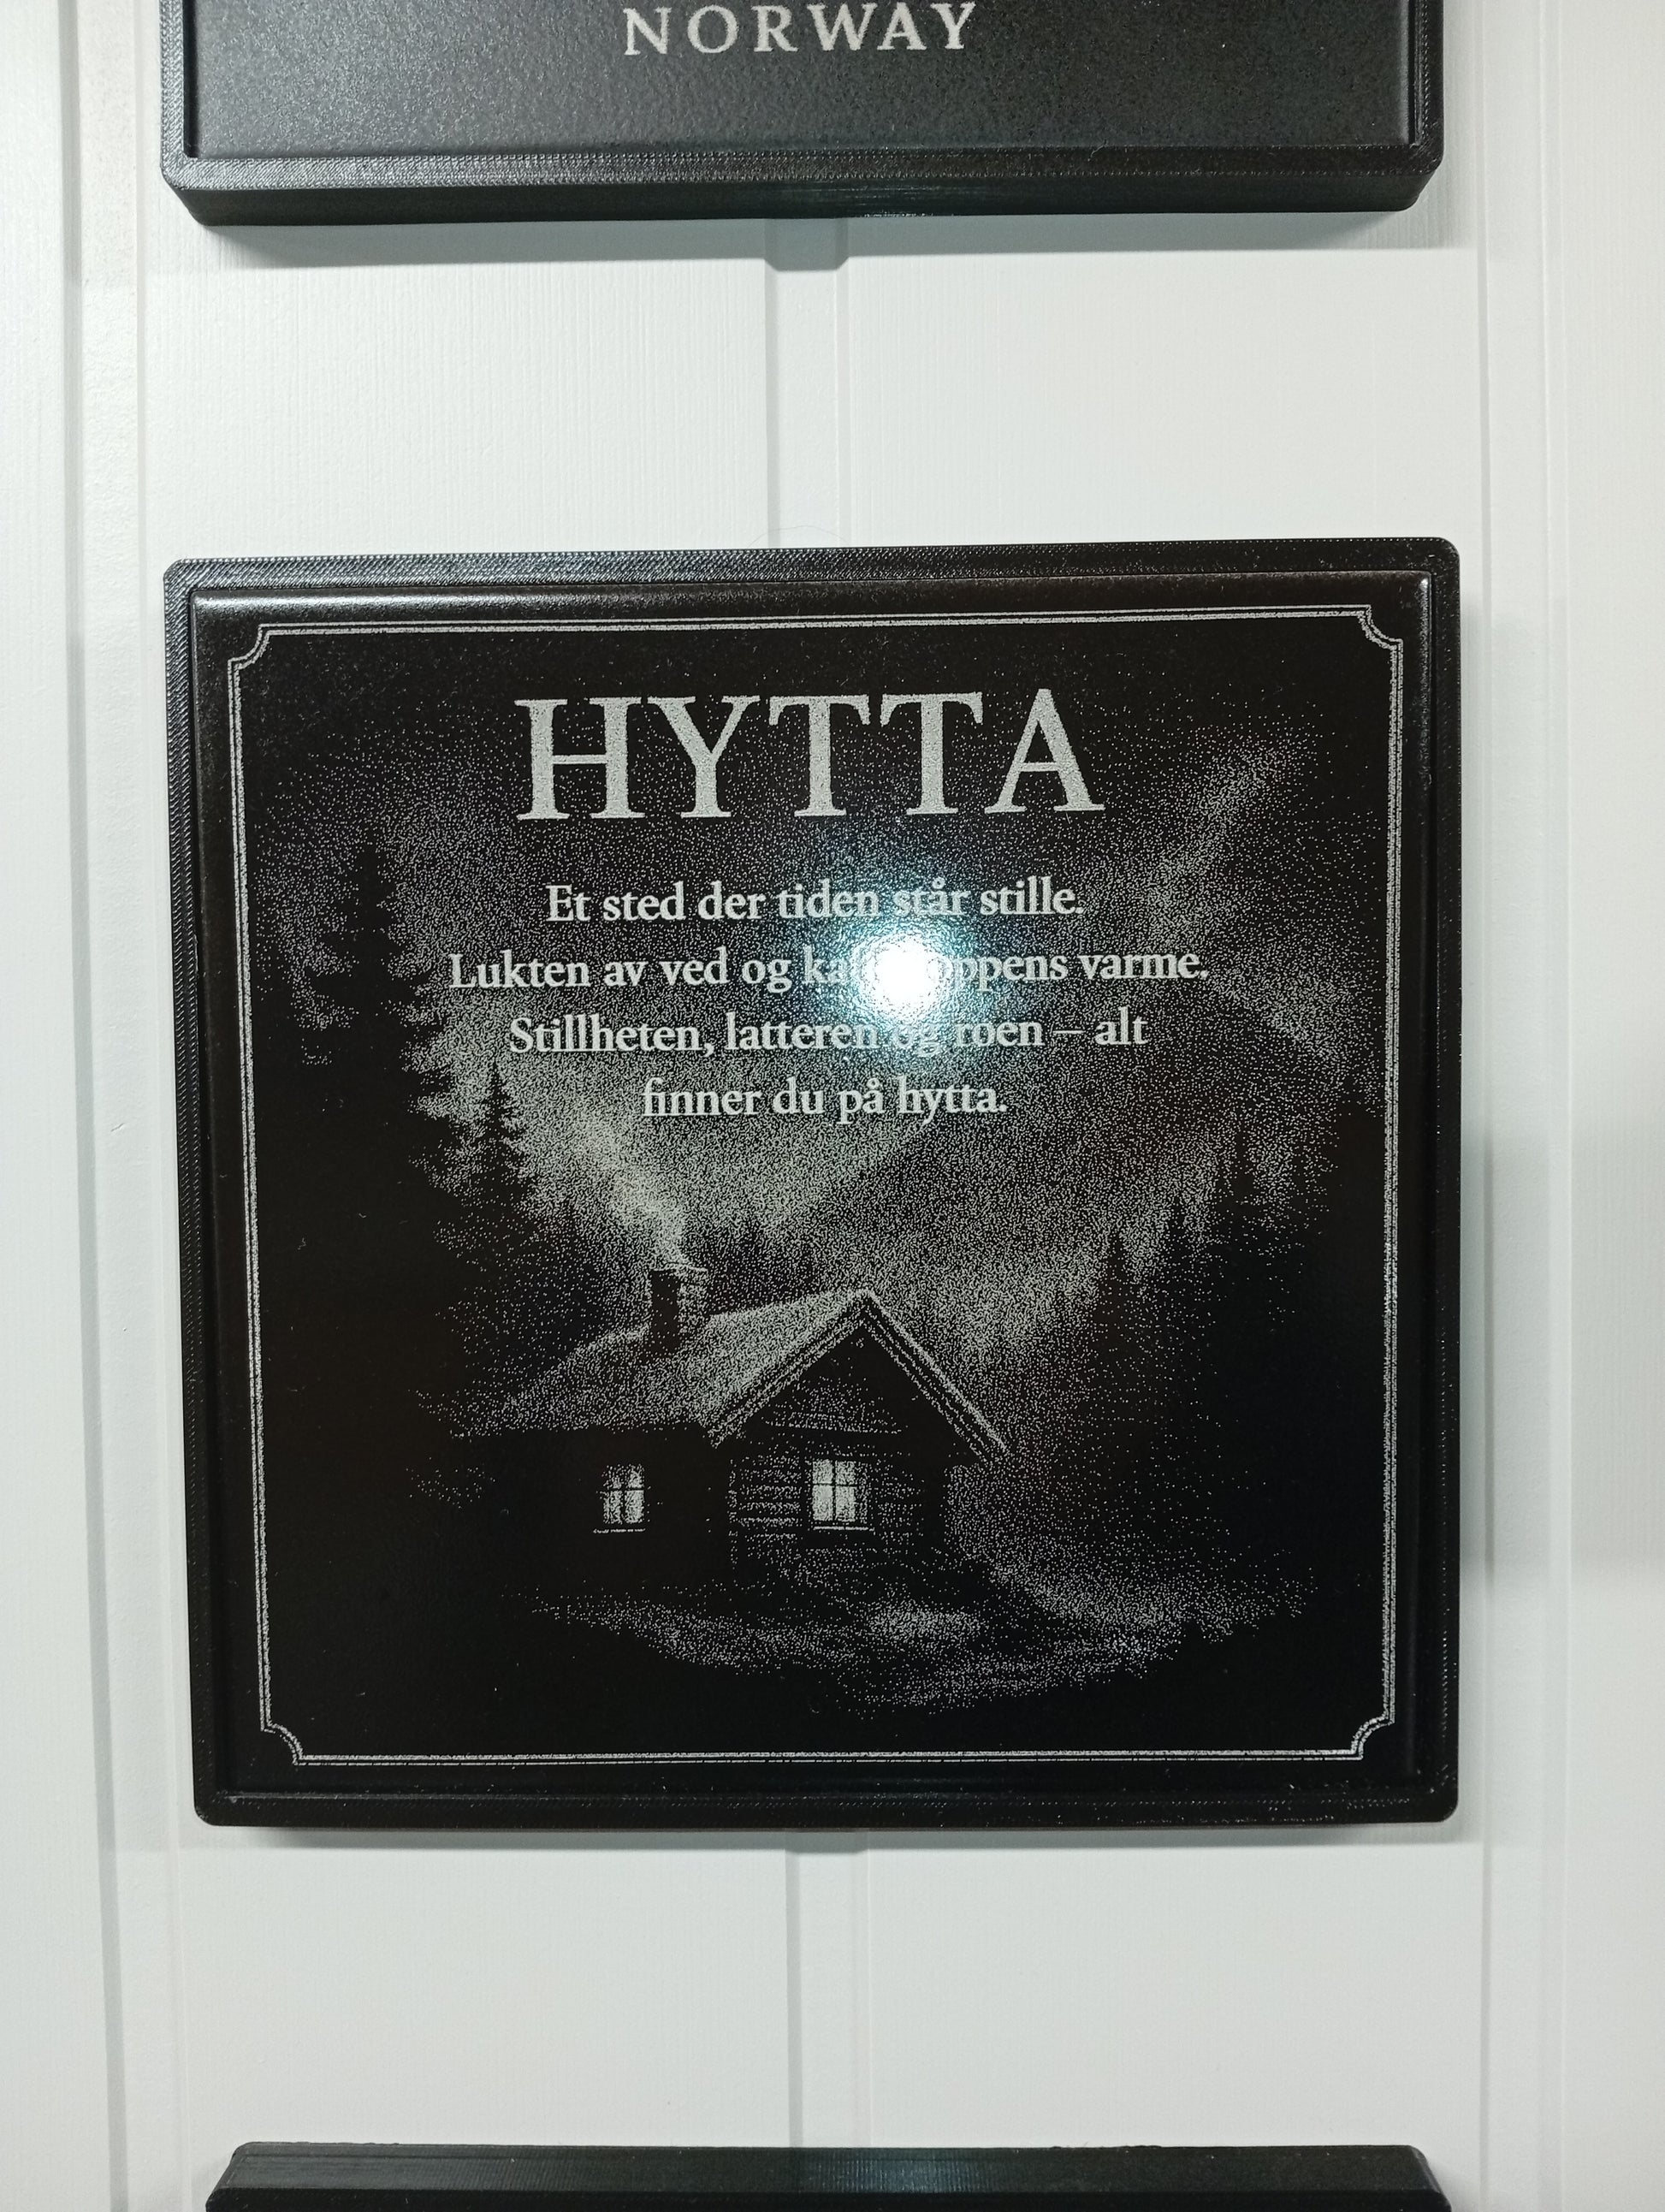 NORWAY
HYTTA
Et sted der tiden står stille.
Lukten av ved og varme.
Stillheten, latteren og roen – alt
finner du på hytta.